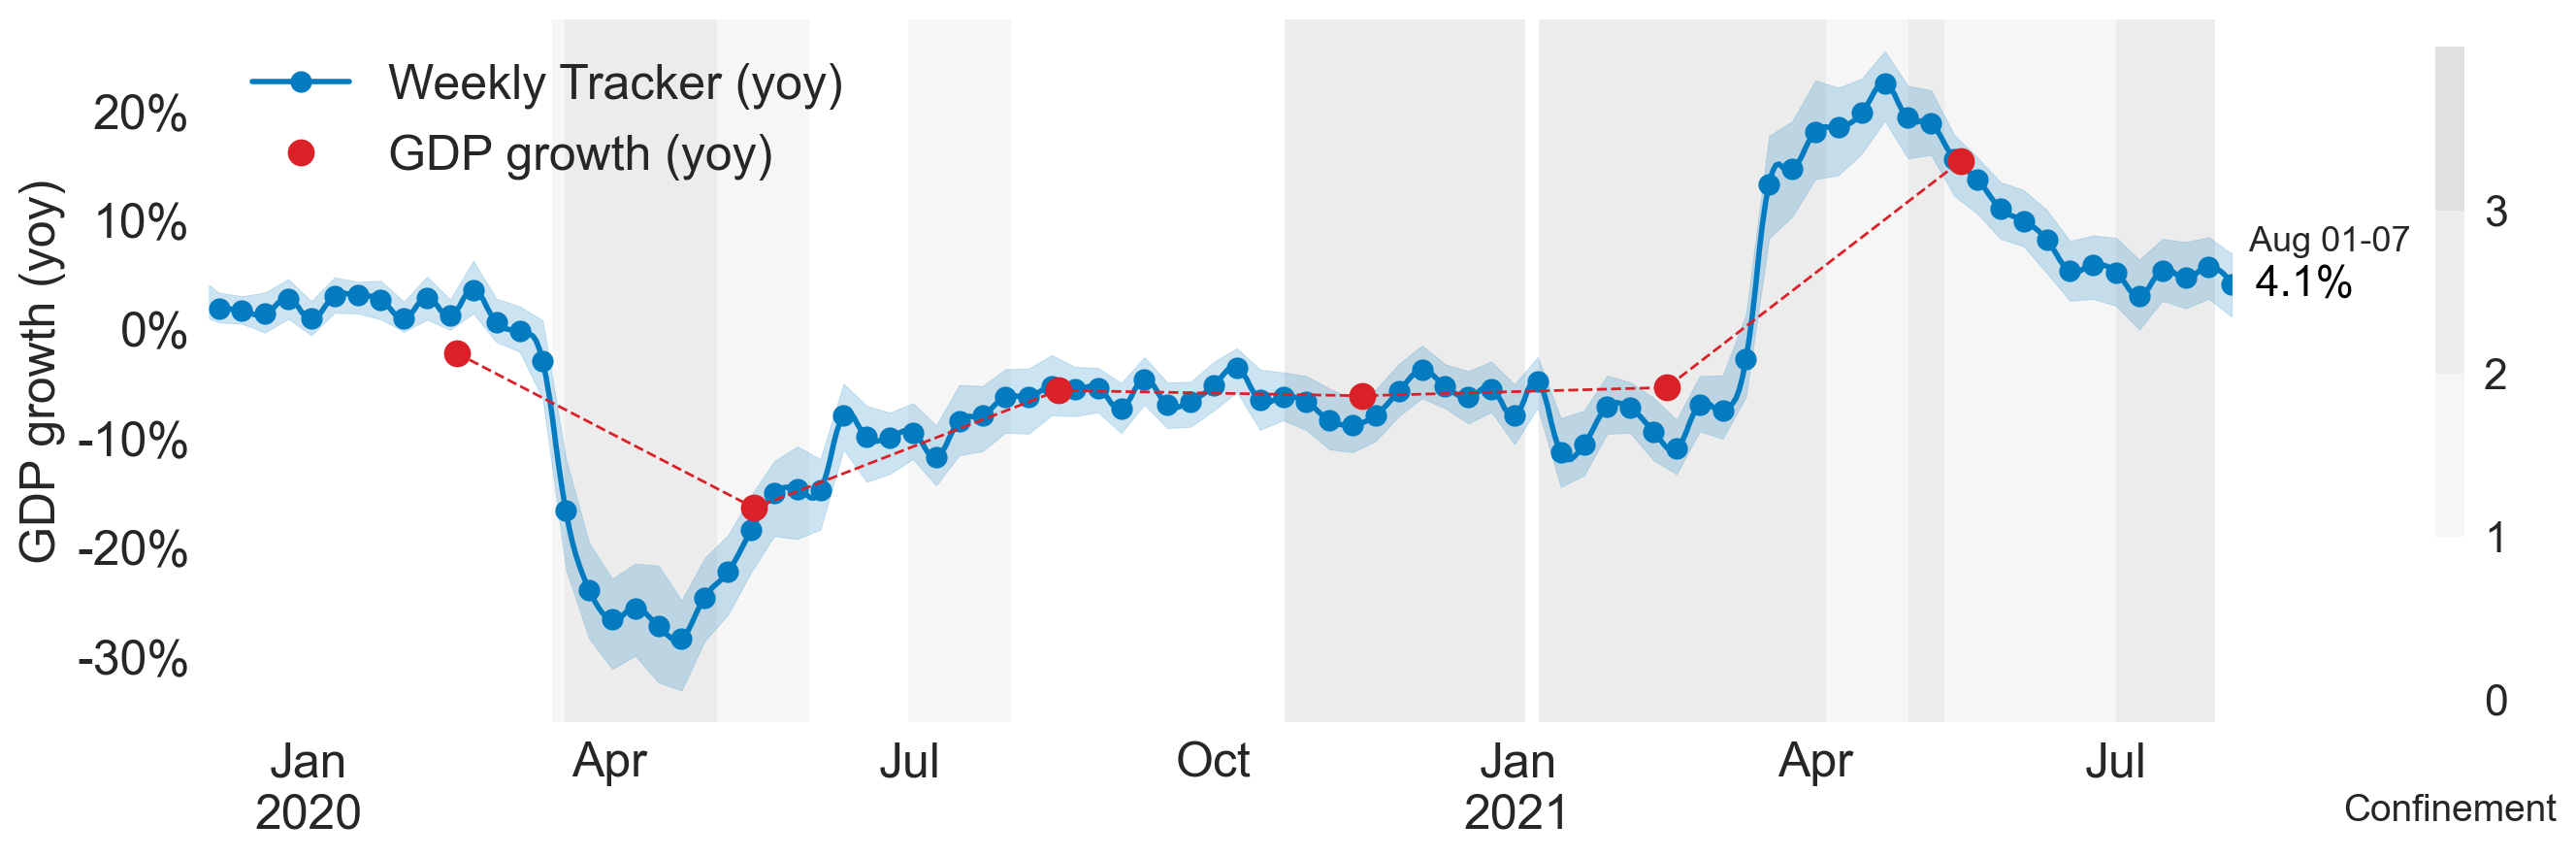 Weekly Tracker (yoy)
GDP growth (yoy)
GDP growth (yoy)
20%
10%
0%
-10%
-20%
-30%
Jan
2020
Apr
Jul
Oct
Jan
2021
Apr
Jul
Aug 01-07
4.1%
3
2
1
0
Confinement